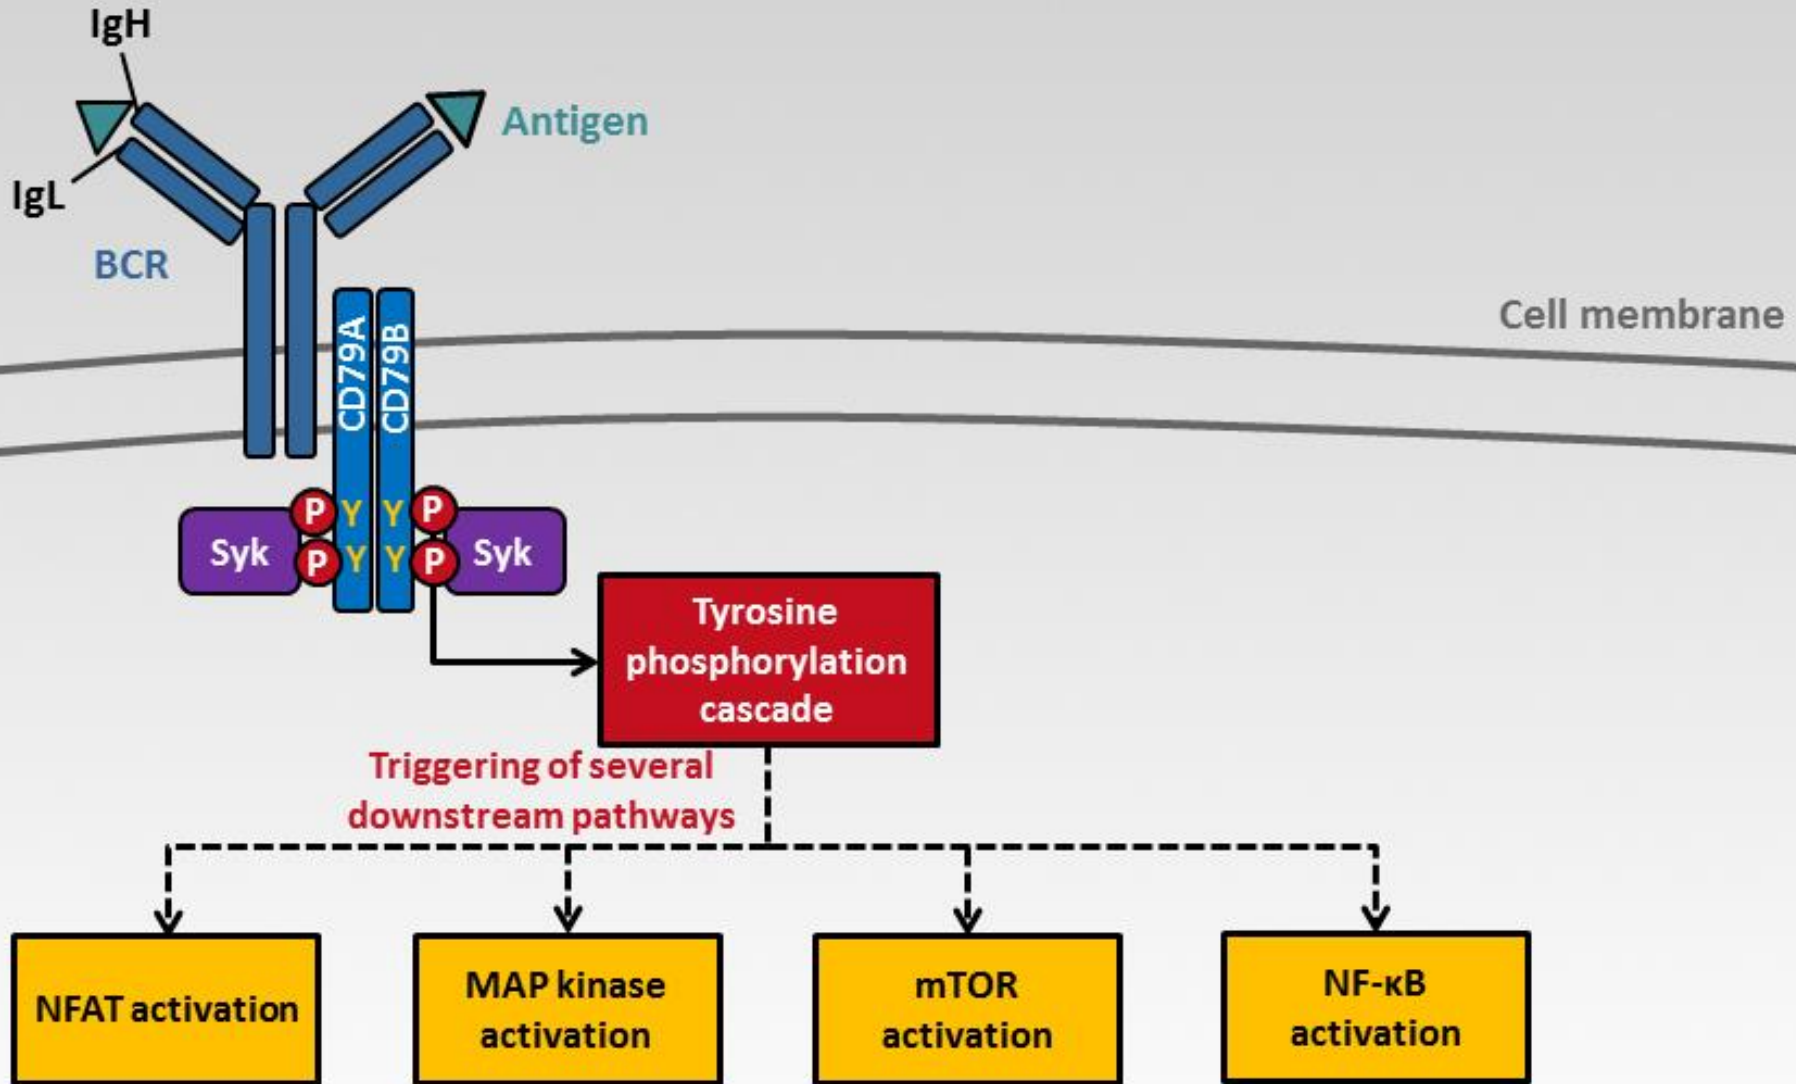 IgH
Antigen
IgL
BCR
Cell membrane
CD79A
CD79B
P Y Y P
Syk
Syk
P Y Y P
Tyrosine
phosphorylation
cascade
Triggering of several
downstream pathways
NFAT activation
MAP kinase
activation
mTOR
activation
NF-κB
activation